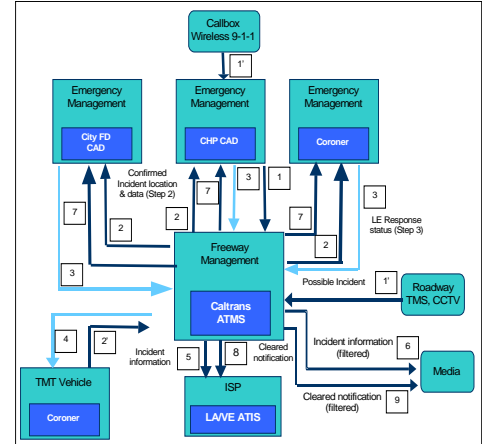 Callbox
Wireless 9-1-1
1'
Emergency
Management
City FD
CAD
Emergency
Management
CHP CAD
Emergency
Management
Coroner
Confirmed
Incident location
& data (Step 2)
7
2
2
7
3
1
7
2
3
LE Response
status (Step 3)
3
Freeway
Management
Caltrans
ATMS
Possible Incident
1'
Roadway
TMS, CCTV
4
2'
Incident
information
5
8
Cleared
notification
Incident information
(filtered)
6
Media
Cleared notification
(filtered)
9
TMT Vehicle
Coroner
ISP
LA/VE ATIS